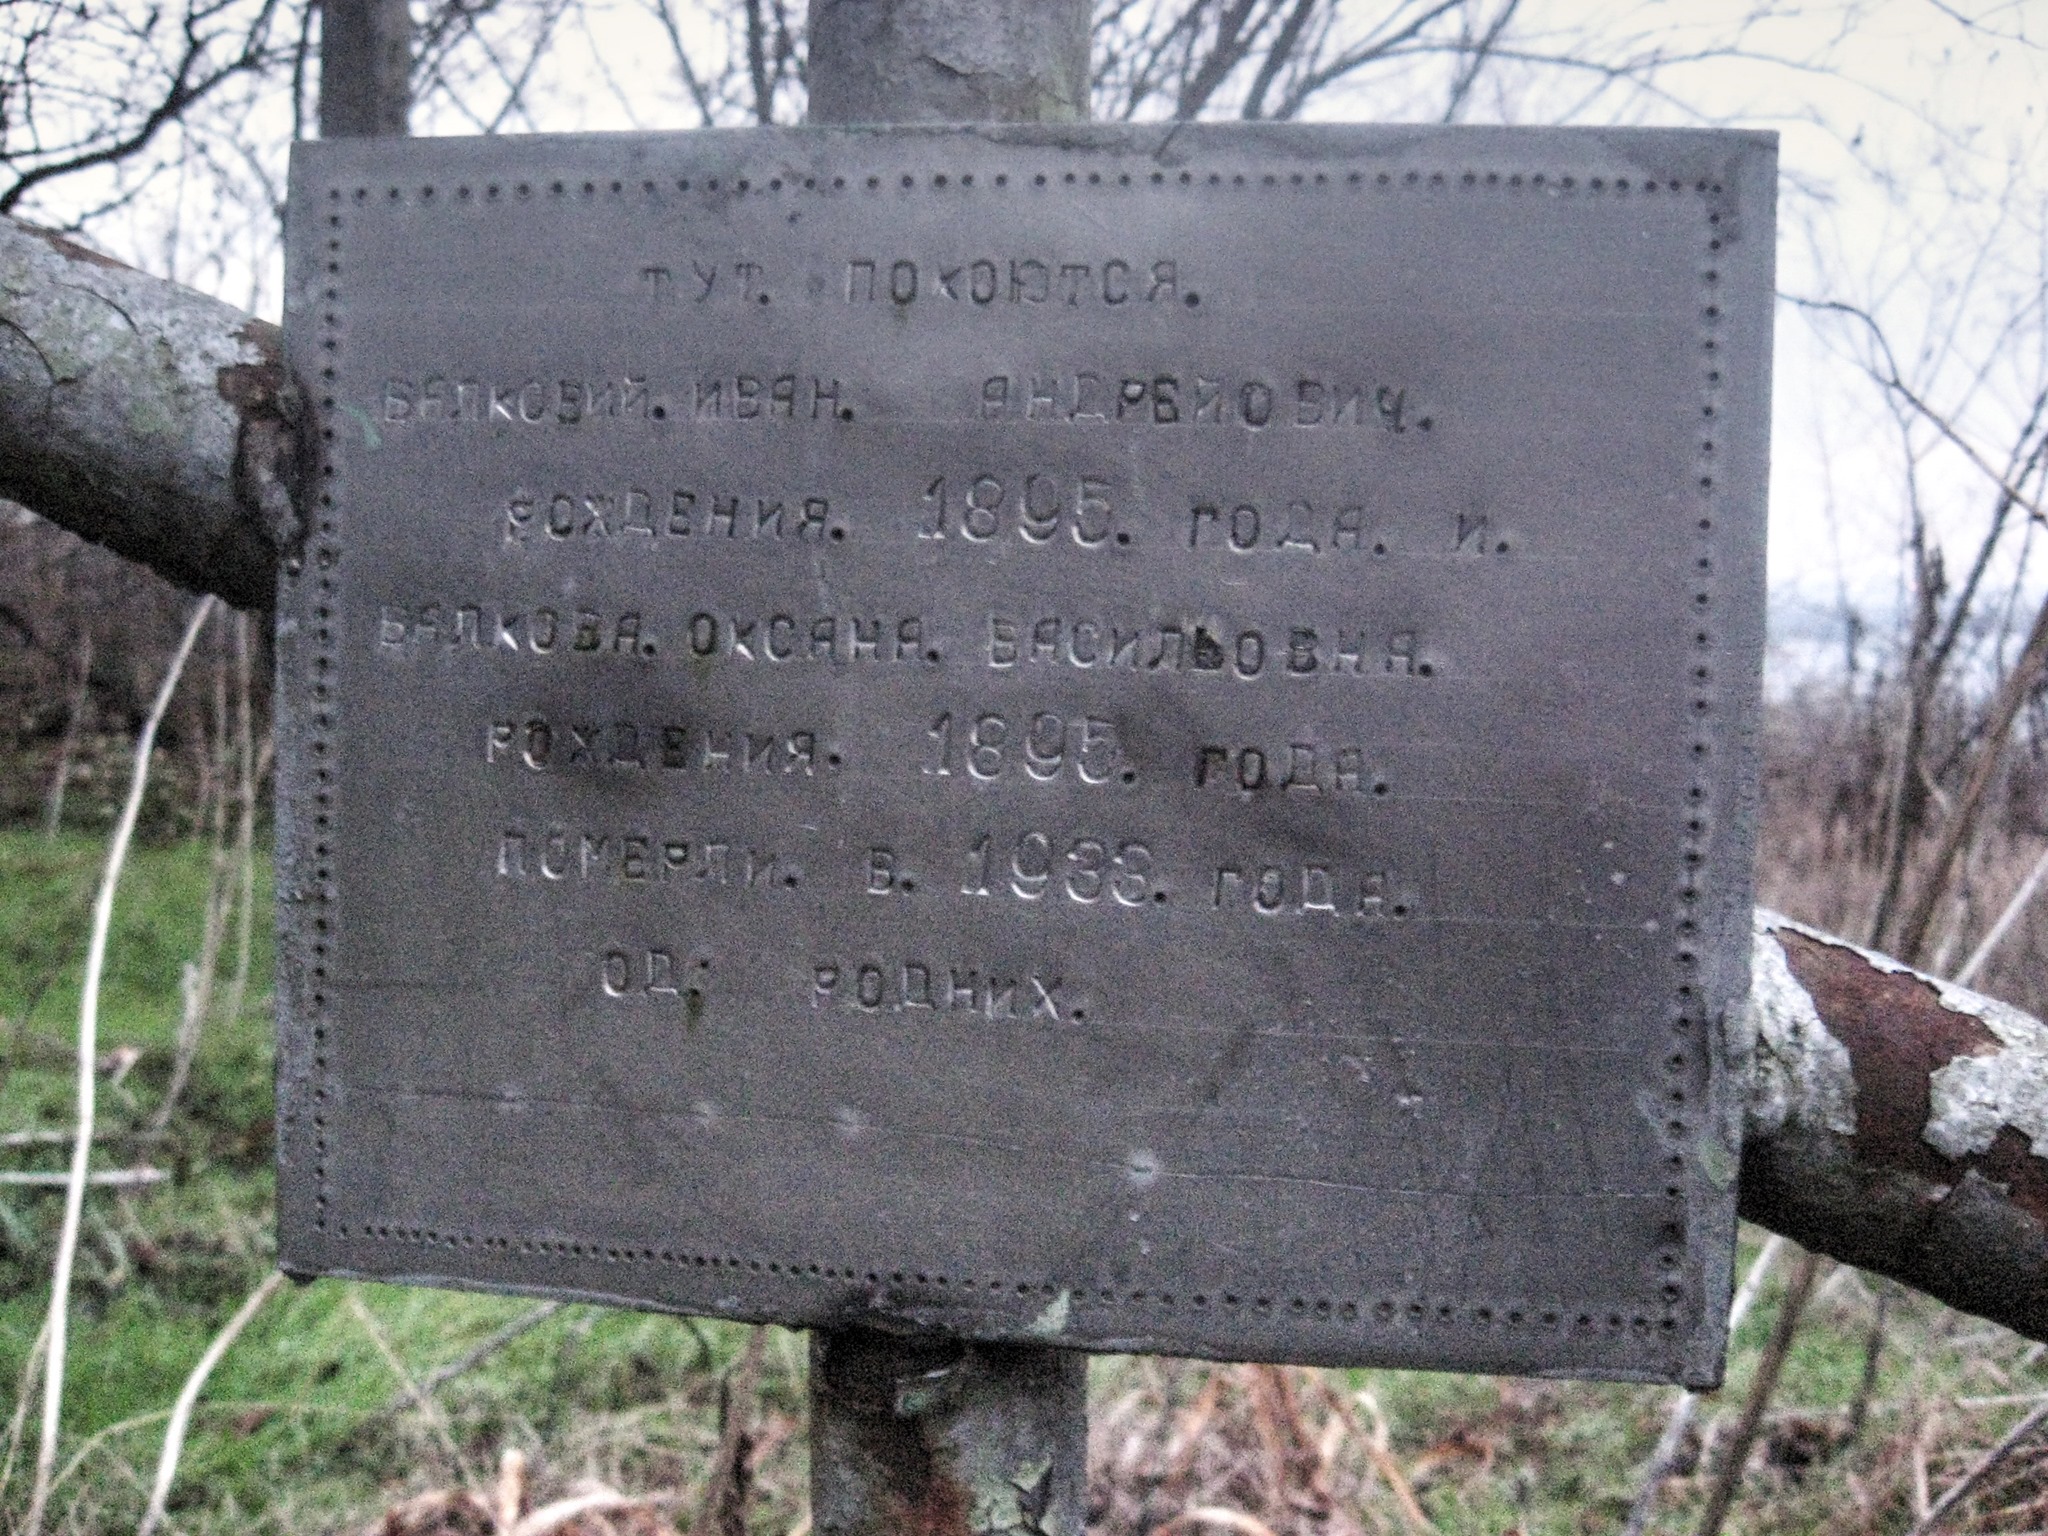 ТУТ. ПОКОЮТСЯ.
БАЛКОВИЙ. ИВАН. АНДРЕЙОВИЧ.
РОЖДЕНИЯ. 1895. ГОДА. И.
БАЛКОВА. ОКСАНА. ВАСИЛЬОВНА.
РОЖДЕНИЯ. 1895. ГОДА.
ПОМЕРЛИ. В. 1933. ГОДА.
ОД: РОДНИХ.